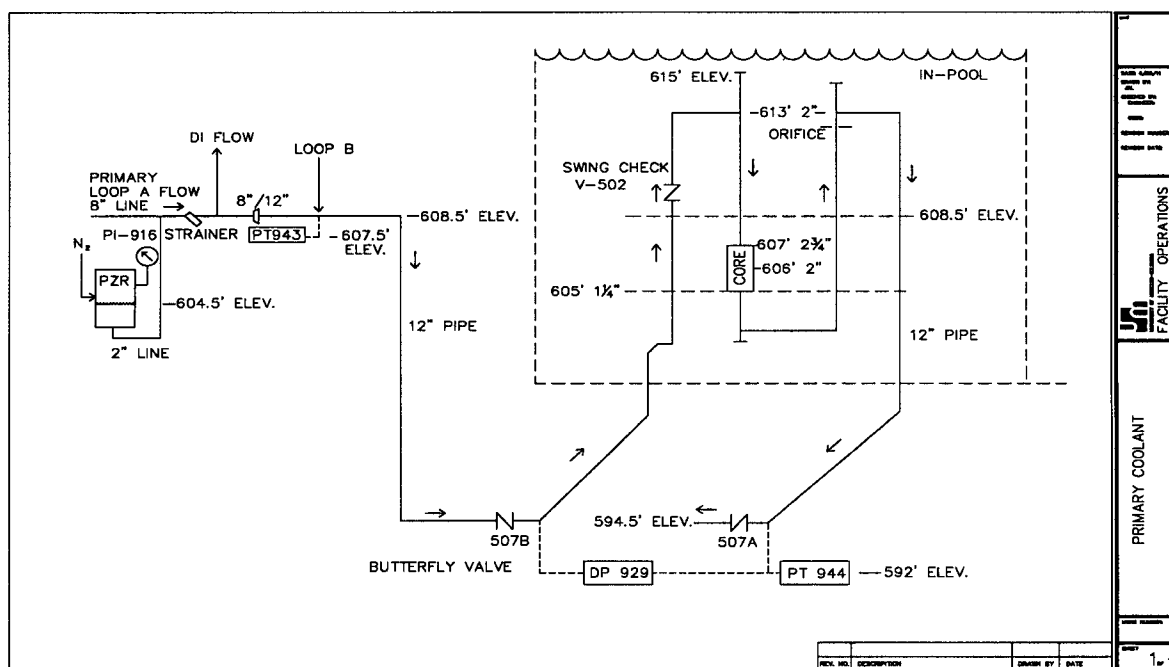 615' ELEV.
IN-POOL
613' 2"
ORIFICE
DI FLOW
LOOP B
SWING CHECK
V-502
PRIMARY
LOOP A FLOW
8" LINE
8"/12"
608.5' ELEV.
608.5' ELEV.
PI-916
STRAINER
PT943
607.5'
ELEV.
N₂
PZR
CORE
607' 2¾"
606' 2"
605' 1¼"
604.5' ELEV.
2" LINE
12" PIPE
12" PIPE
594.5' ELEV.
507B
507A
BUTTERFLY VALVE
DP 929
PT 944
592' ELEV.
FACILITY OPERATIONS
PRIMARY COOLANT
REV. NO.
DESCRIPTION
DRAWN BY
DATE
1